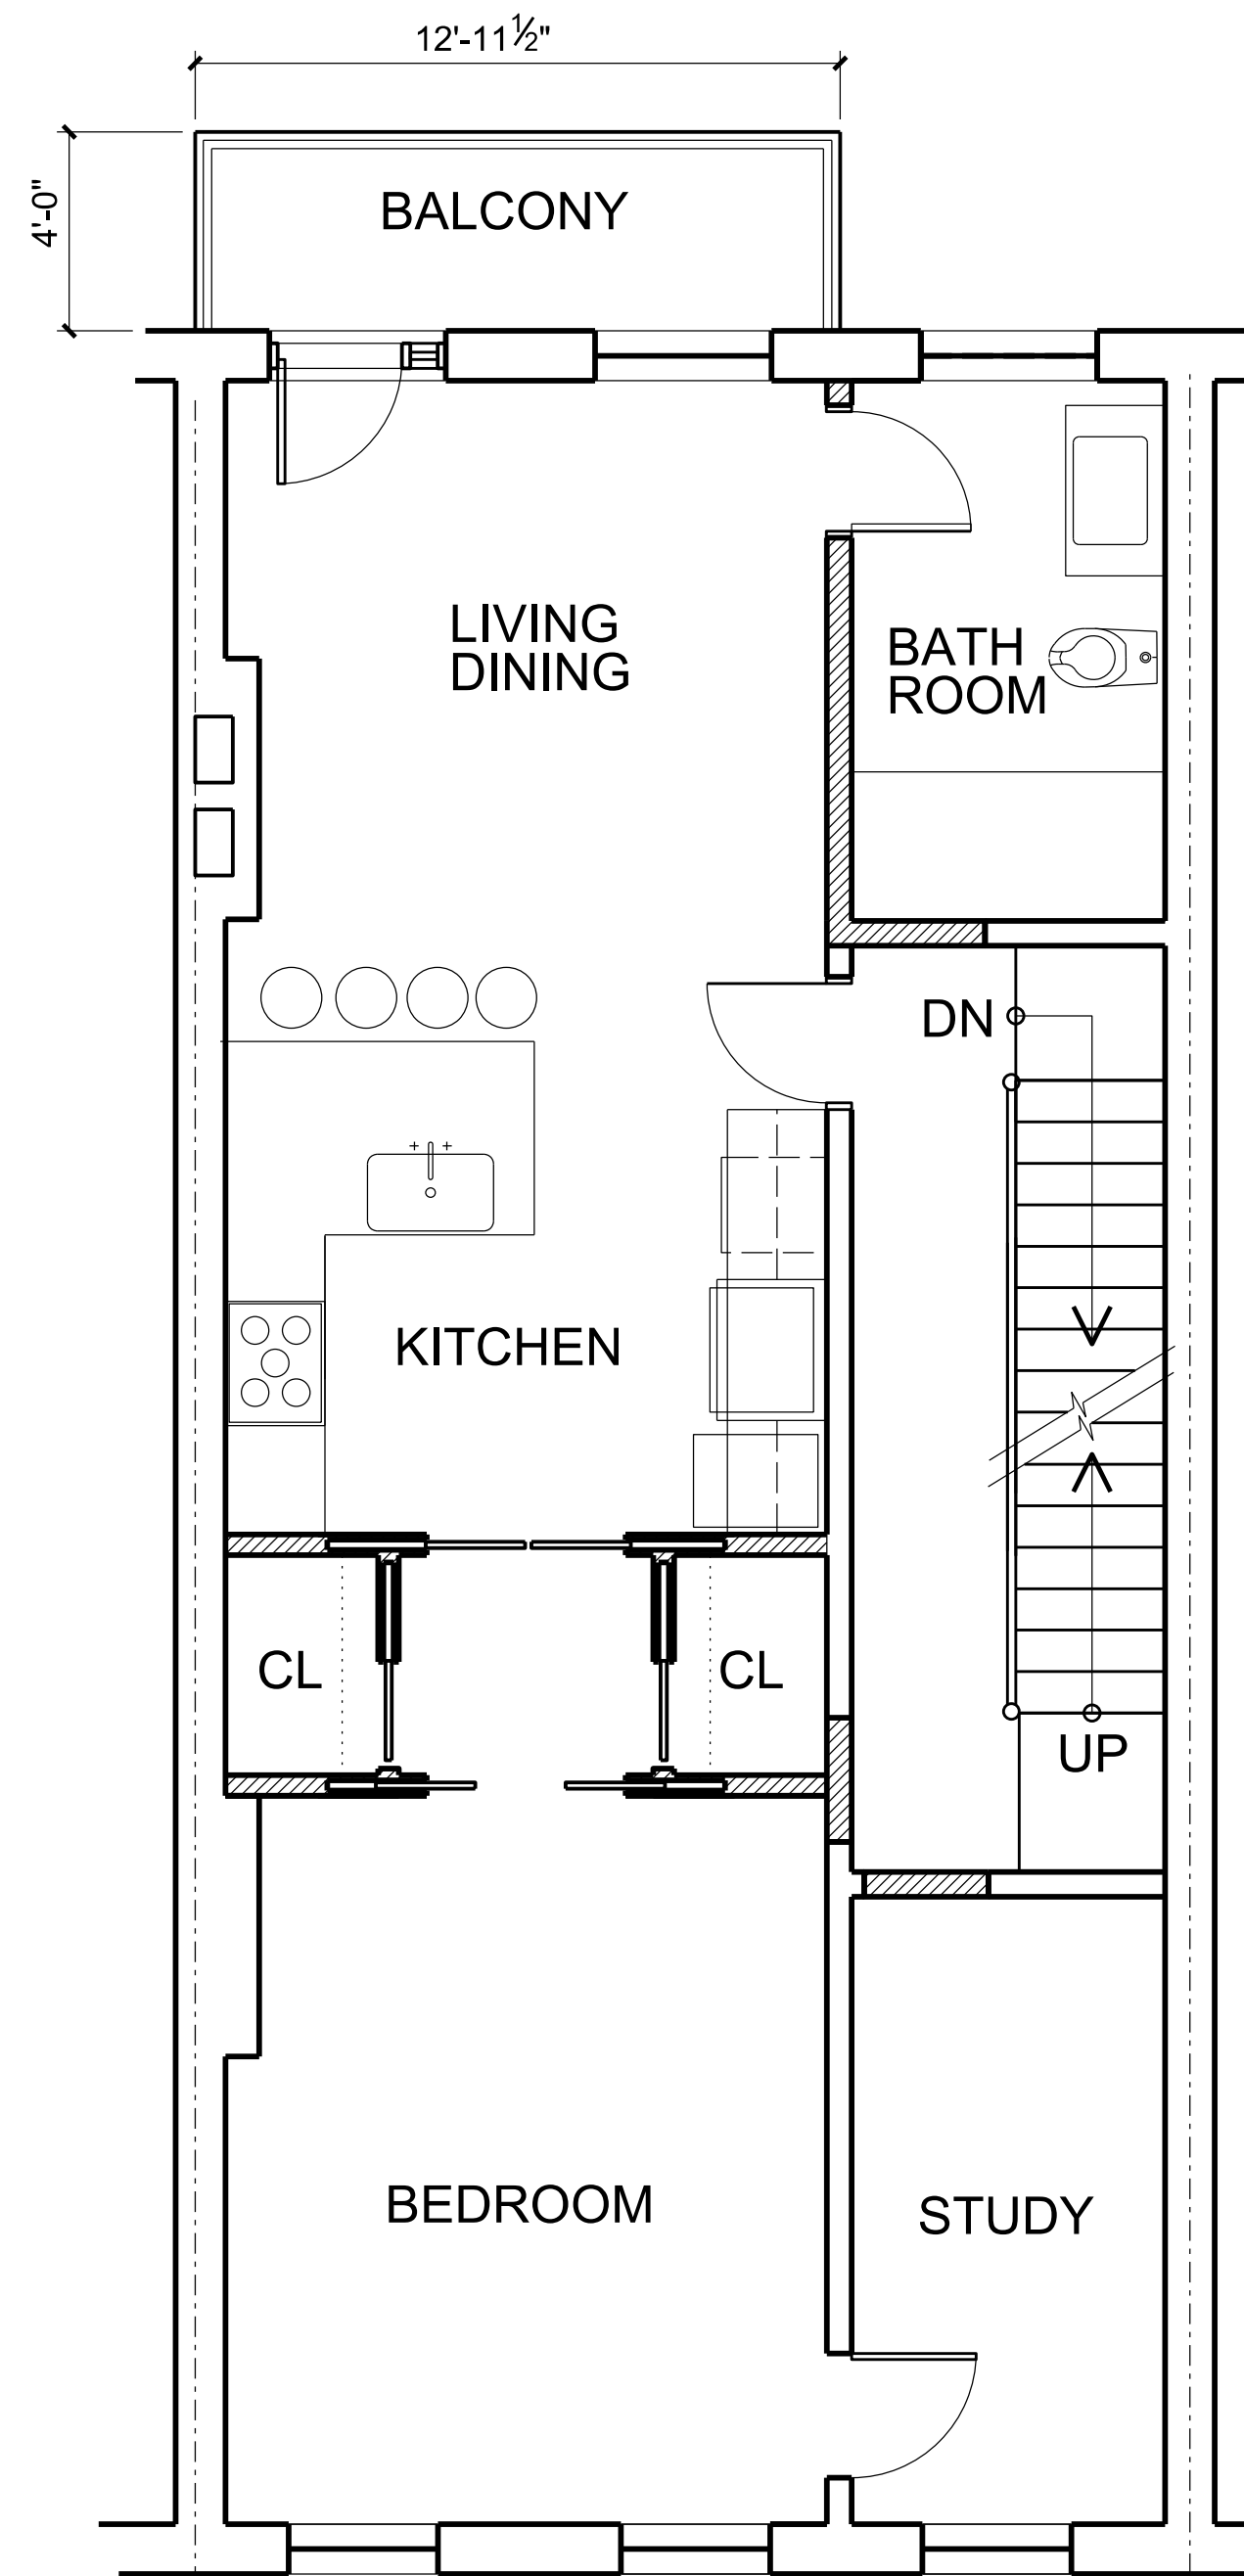 12'-11½"
4'-0"
BALCONY
LIVING
DINING
BATH
ROOM
DN
KITCHEN
CL
CL
UP
BEDROOM
STUDY